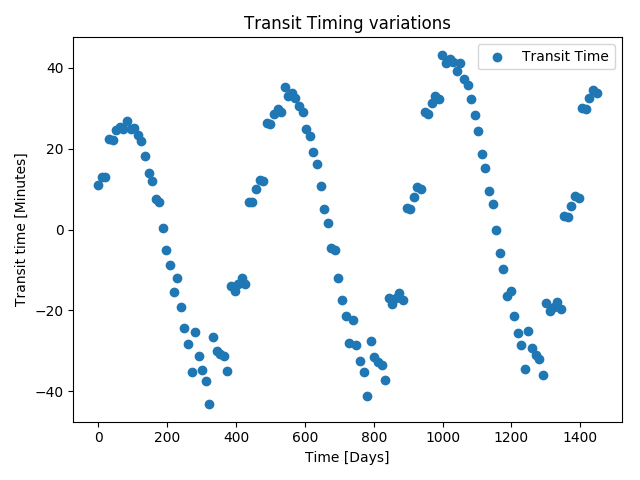 Transit Timing variations
Transit Time
40
20
0
−20
−40
Transit time [Minutes]
0 200 400 600 800 1000 1200 1400
Time [Days]